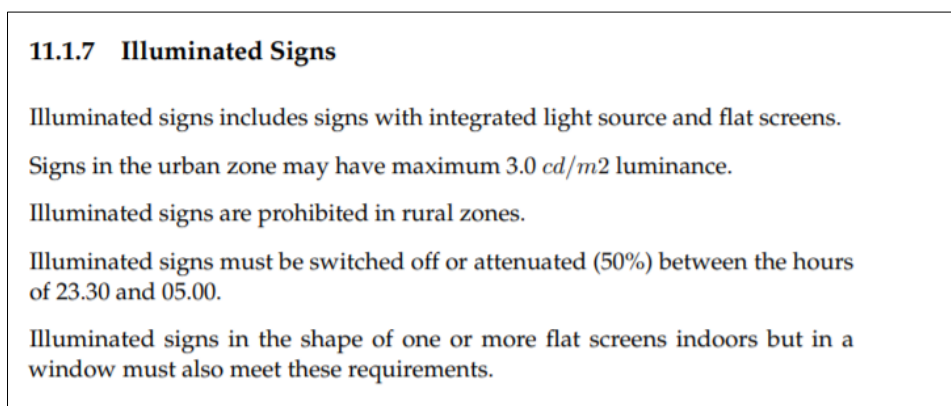 11.1.7 Illuminated Signs
Illuminated signs includes signs with integrated light source and flat screens.
Signs in the urban zone may have maximum 3.0 cd/m2 luminance.
Illuminated signs are prohibited in rural zones.
Illuminated signs must be switched off or attenuated (50%) between the hours
of 23.30 and 05.00.
Illuminated signs in the shape of one or more flat screens indoors but in a
window must also meet these requirements.